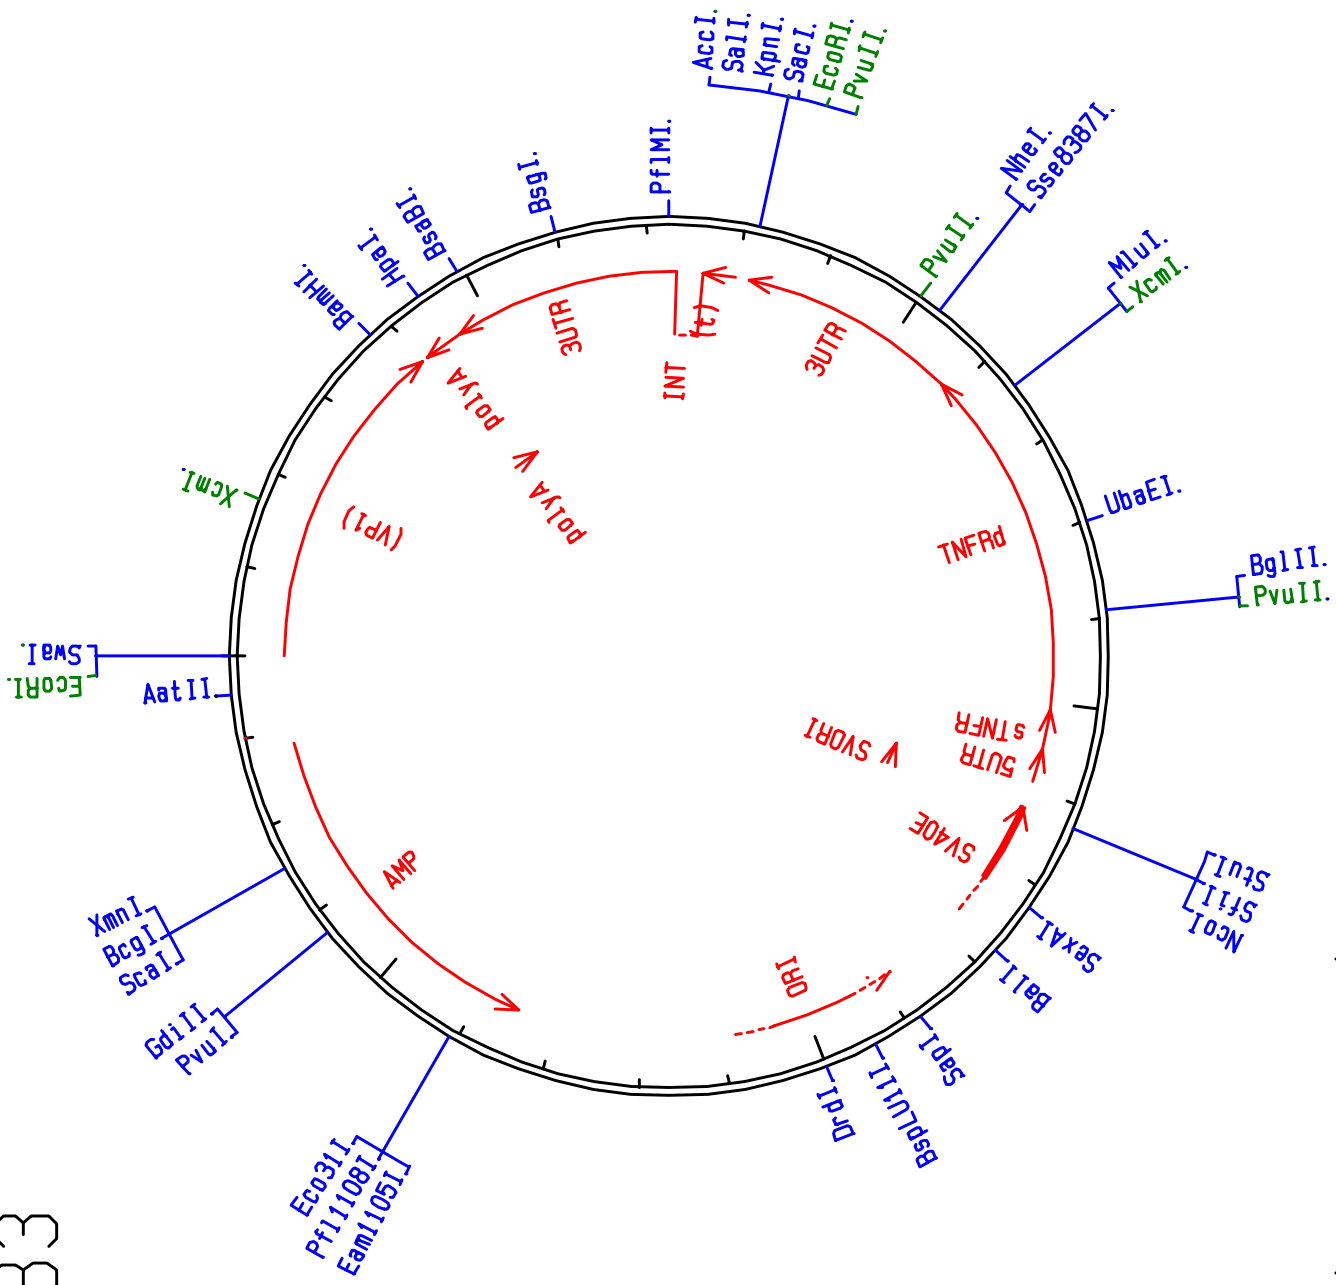 AccI.
SalI.
KpnI.
SacI.
EcoRI.
PvuII.
NheI.
Sse8387I.
PvuII.
MluI.
XcmI.
UbaEI.
BglII.
PvuII.
StuI
SfiI
NcoI
SexAI
BalI
SapI
BspLU11I
DrdI
Eco31I
Pfl1108I
Eam1105I
GdiII
PvuI
XmnI
BcgI
ScaI
AatII
SwaI.
EcoRI.
XcmI.
BamHI.
HpaI.
BsaBI.
BsgI.
PflMI.
3UTR
INT
(t)
3UTR
TNFRd
sTNFR
5UTR
SVORI
SV40E
ORI
AMP
(VP1)
polyA
polyA
33